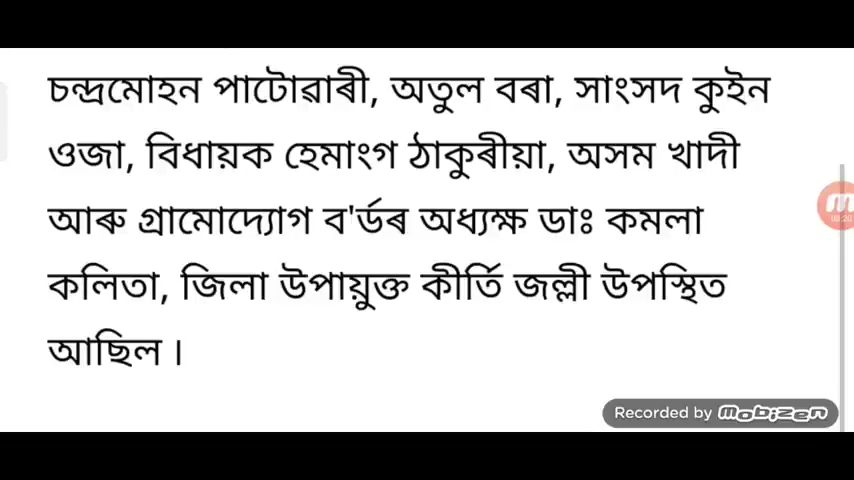 চন্দ্ৰমোহন পাটোৱাৰী, অতুল বৰা, সাংসদ কুইন
ওজা, বিধায়ক হেমাংগ ঠাকুৰীয়া, অসম খাদী
আৰু গ্ৰামোদ্যোগ ব'ৰ্ডৰ অধ্যক্ষ ডাঃ কমলা
কলিতা, জিলা উপায়ুক্ত কীৰ্তি জল্লী উপস্থিত
আছিল ।
Recorded by Mobizen